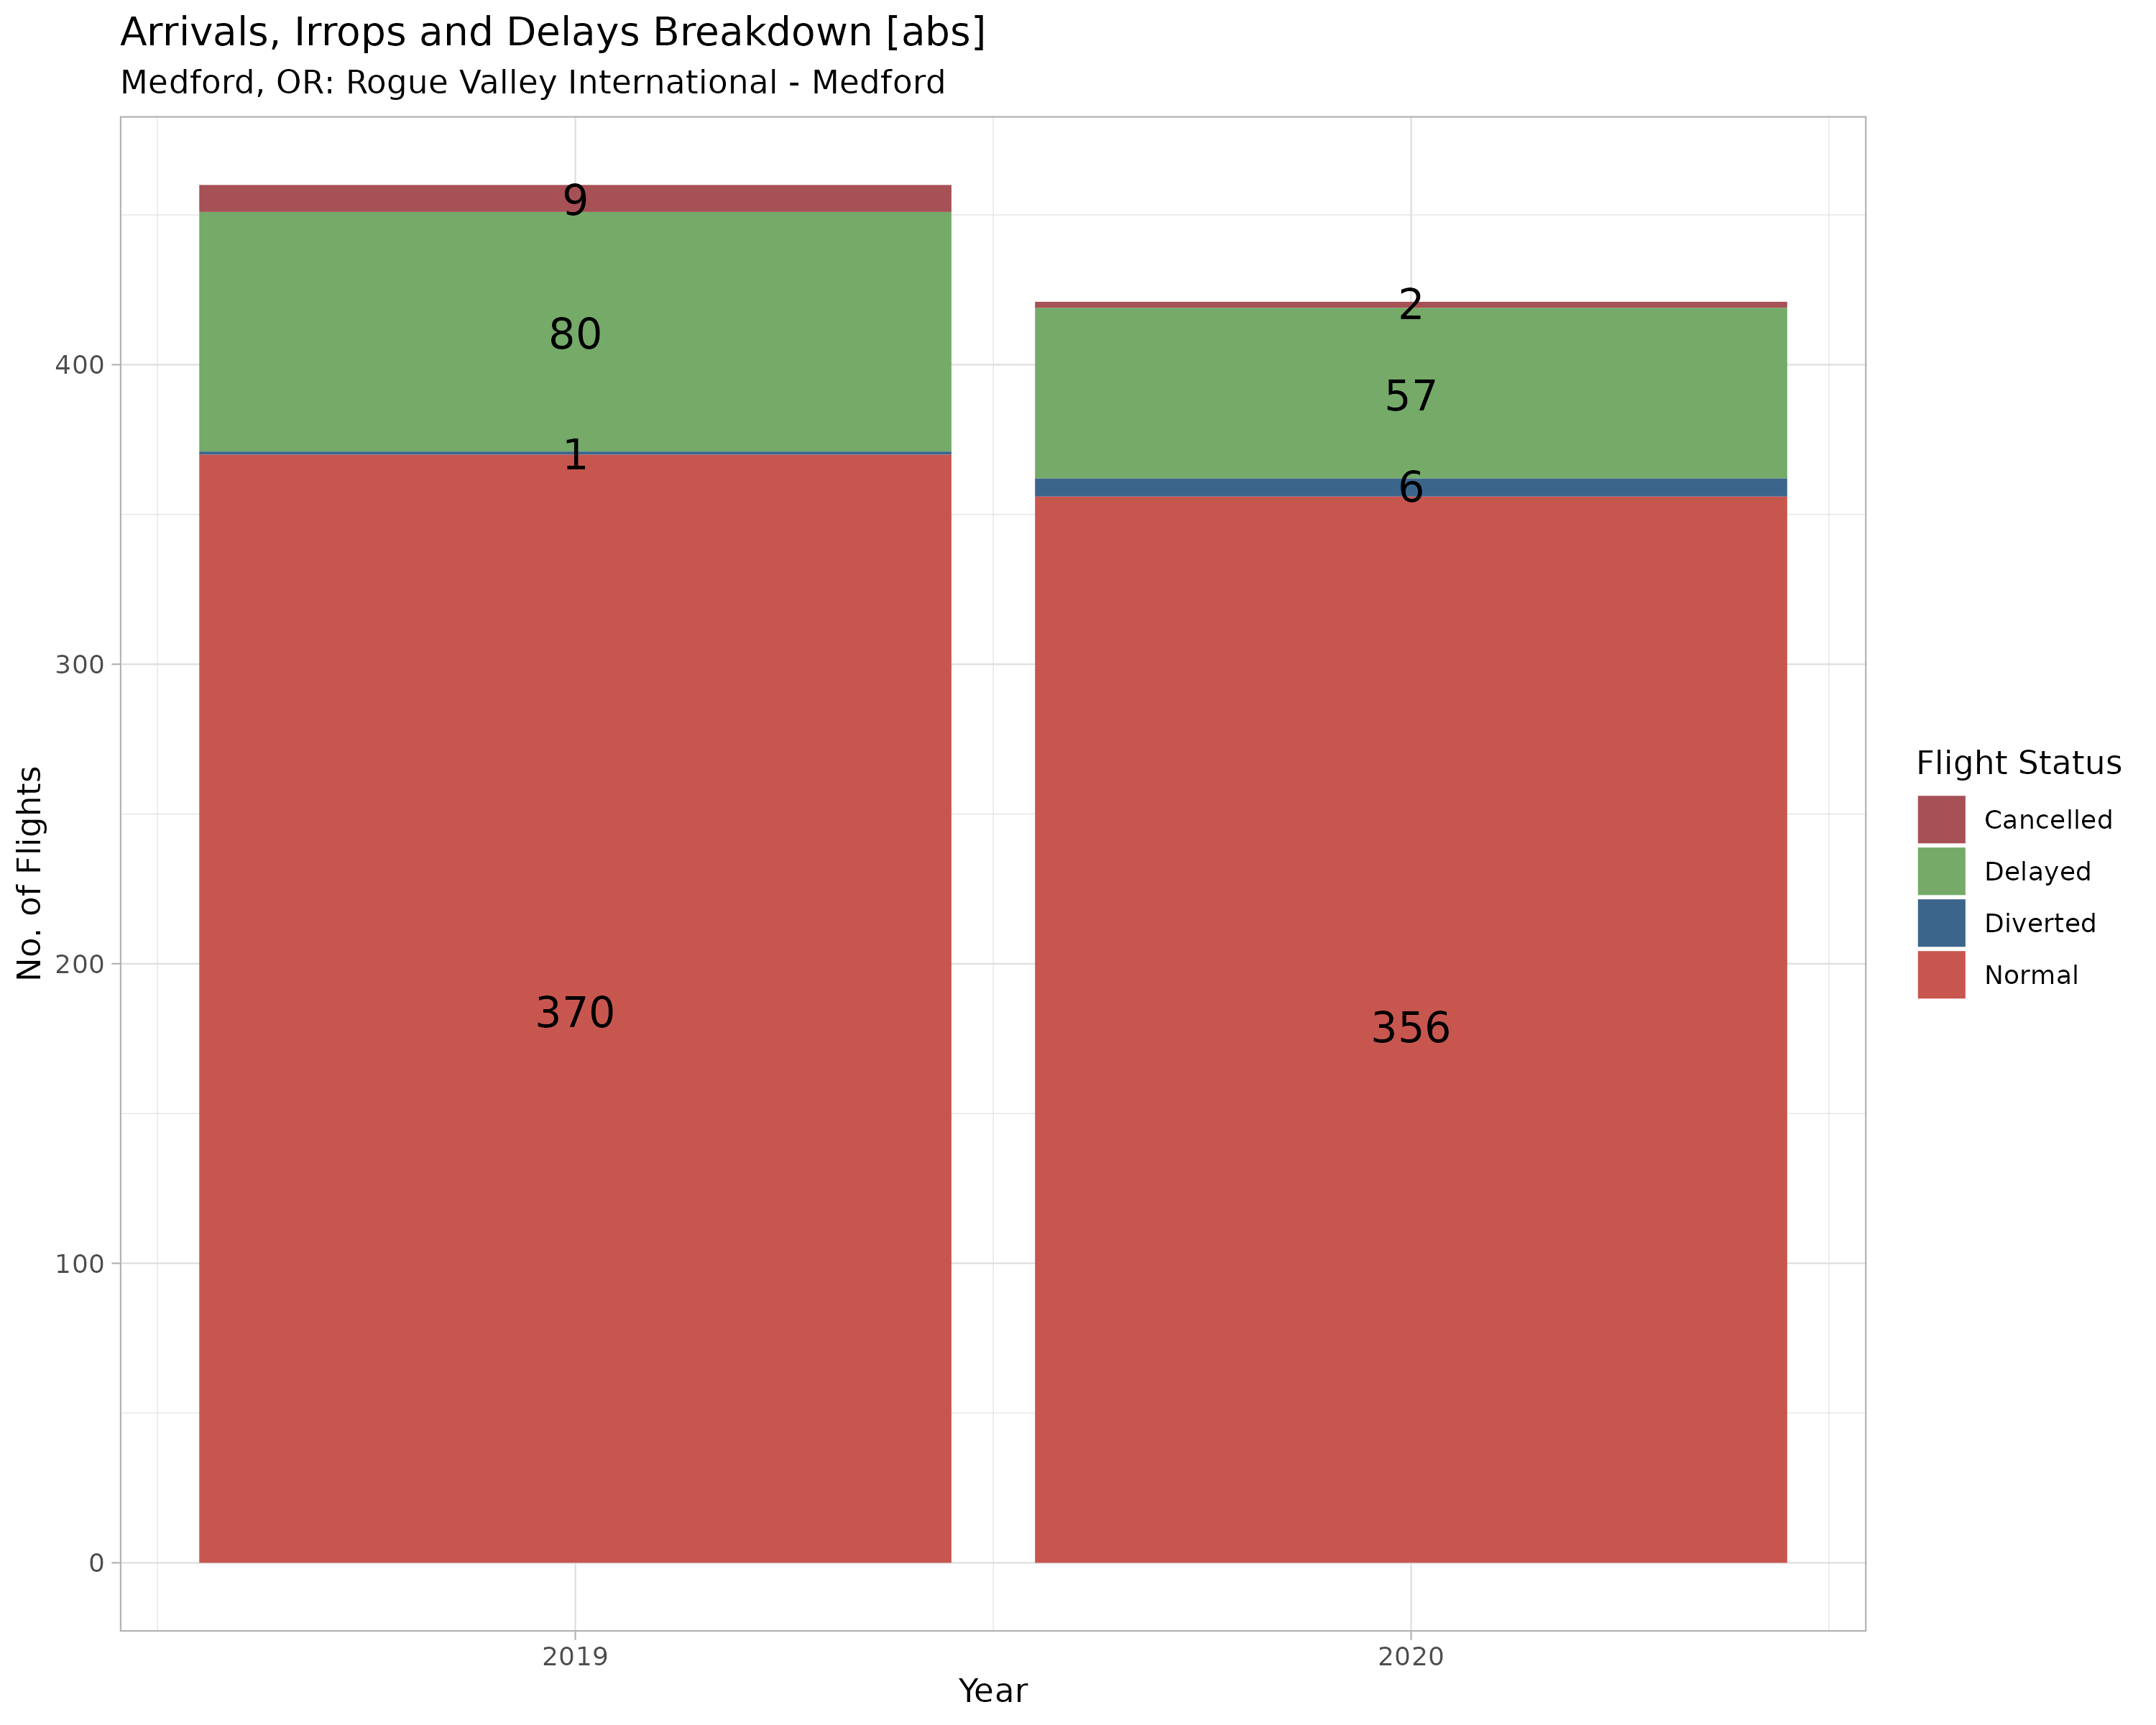 Arrivals, Irrops and Delays Breakdown [abs]
Medford, OR: Rogue Valley International - Medford
No. of Flights
400
300
200
100
0
9
80
1
370
2
57
6
356
2019
2020
Year
Flight Status
Cancelled
Delayed
Diverted
Normal